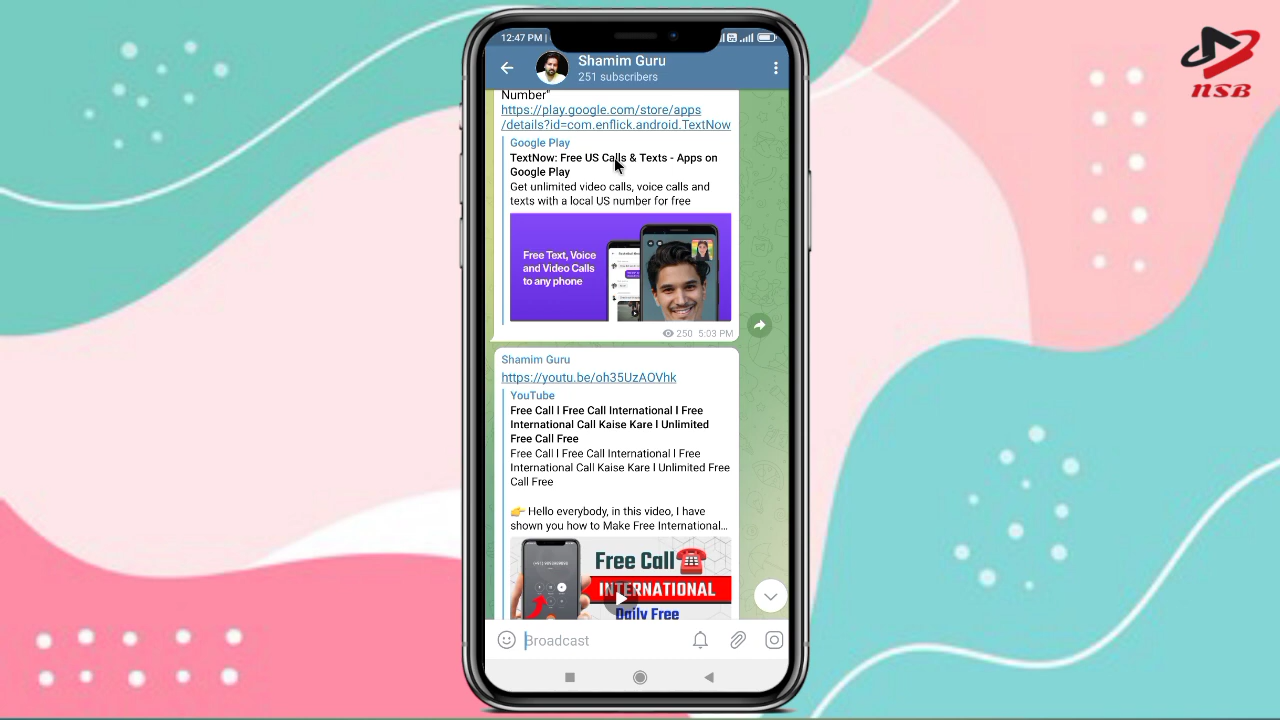 12:47 PM |
Shamim Guru
251 subscribers
NSB
Number"
https://play.google.com/store/apps
/details?id=com.enflick.android.TextNow
Google Play
TextNow: Free US Calls & Texts - Apps on
Google Play
Get unlimited video calls, voice calls and
texts with a local US number for free
Free Text, Voice
and Video Calls
to any phone
250 5:03 PM
Shamim Guru
https://youtu.be/oh35UzAOVhk
YouTube
Free Call l Free Call International l Free
International Call Kaise Kare l Unlimited
Free Call Free
Free Call l Free Call International l Free
International Call Kaise Kare l Unlimited Free
Call Free
👉 Hello everybody, in this video, I have
shown you how to Make Free International...
Free Call
INTERNATIONAL
Daily Free
Broadcast